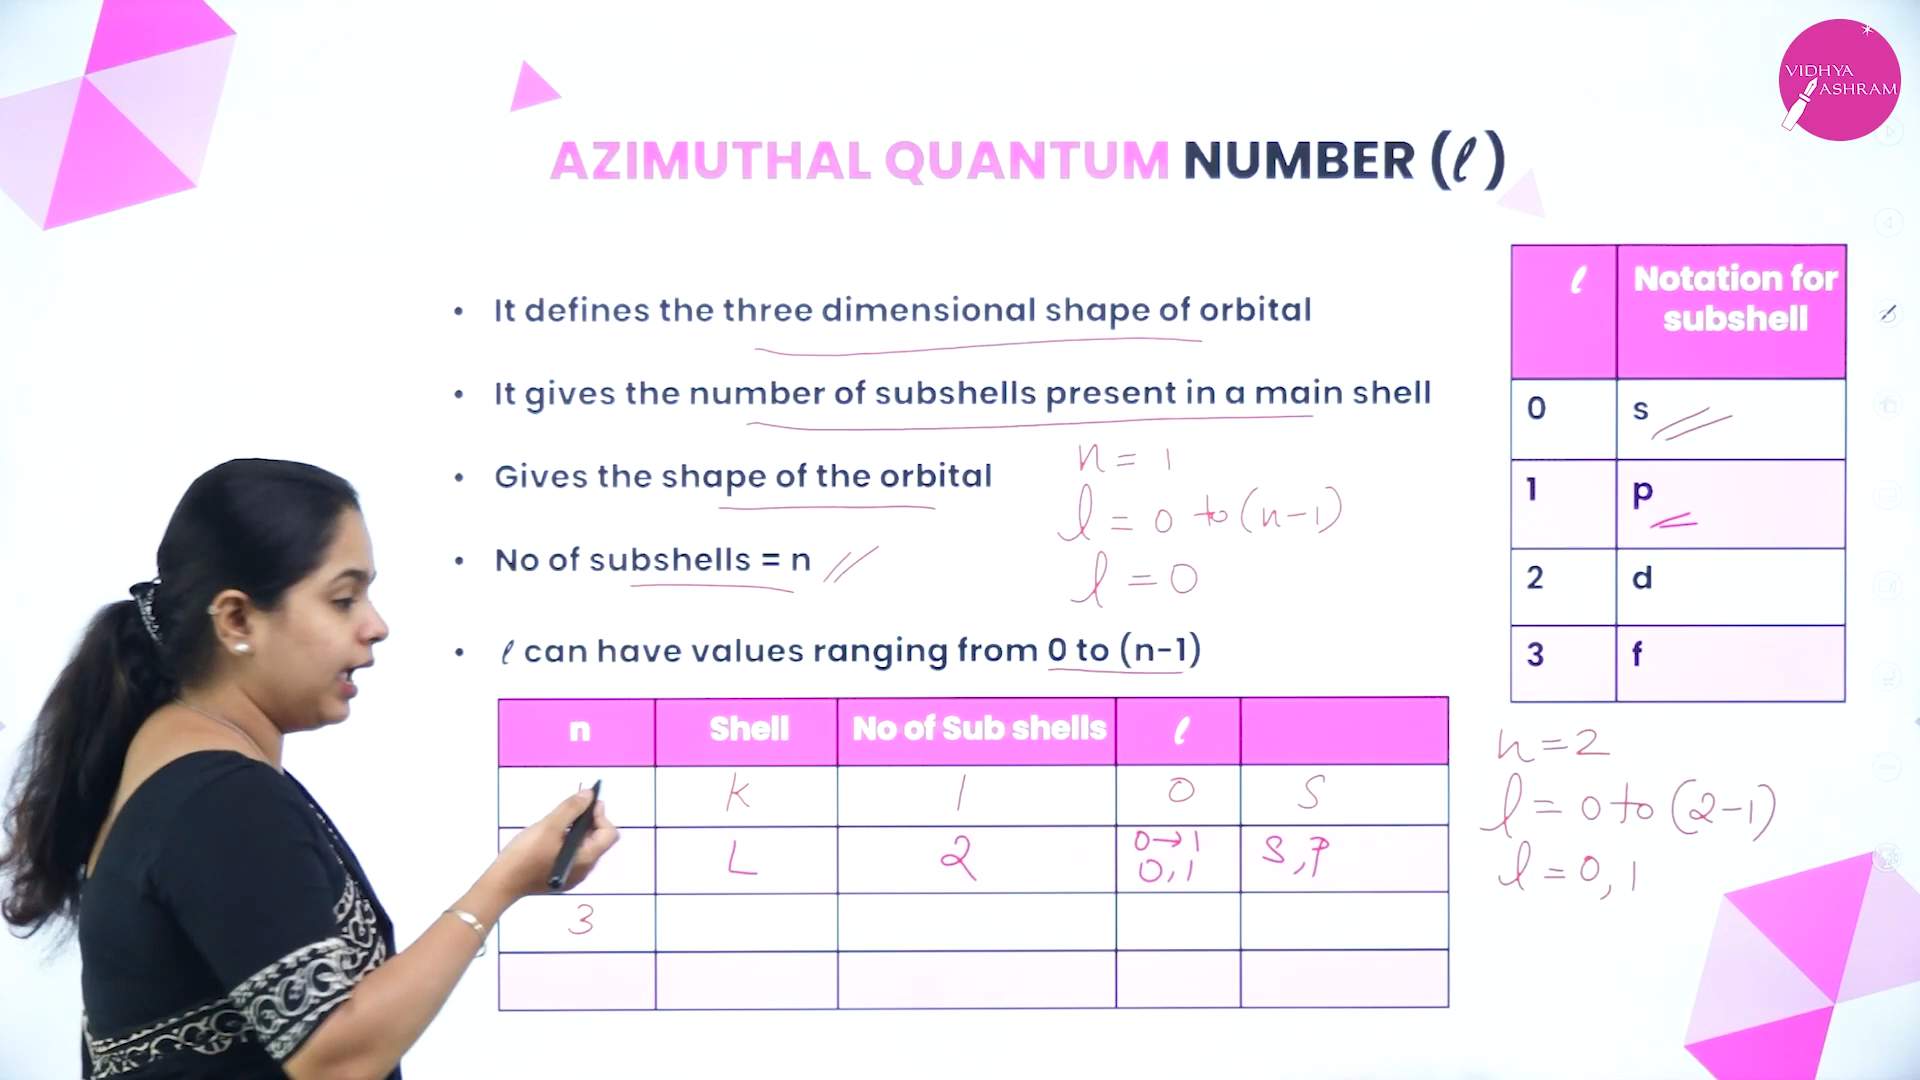 VIDHYA
ASHRAM
AZIMUTHAL QUANTUM NUMBER (ℓ)
• It defines the three dimensional shape of orbital
• It gives the number of subshells present in a main shell
• Gives the shape of the orbital
n = 1
l = 0 to (n-1)
l = 0
• No of subshells = n
• ℓ can have values ranging from 0 to (n-1)
ℓ Notation for subshell
0 s
1 p
2 d
3 f
n Shell No of Sub shells ℓ
K 1 0 S
L 2 0→1 S,P
0,1
3
n=2
l = 0 to (2-1)
l = 0, 1